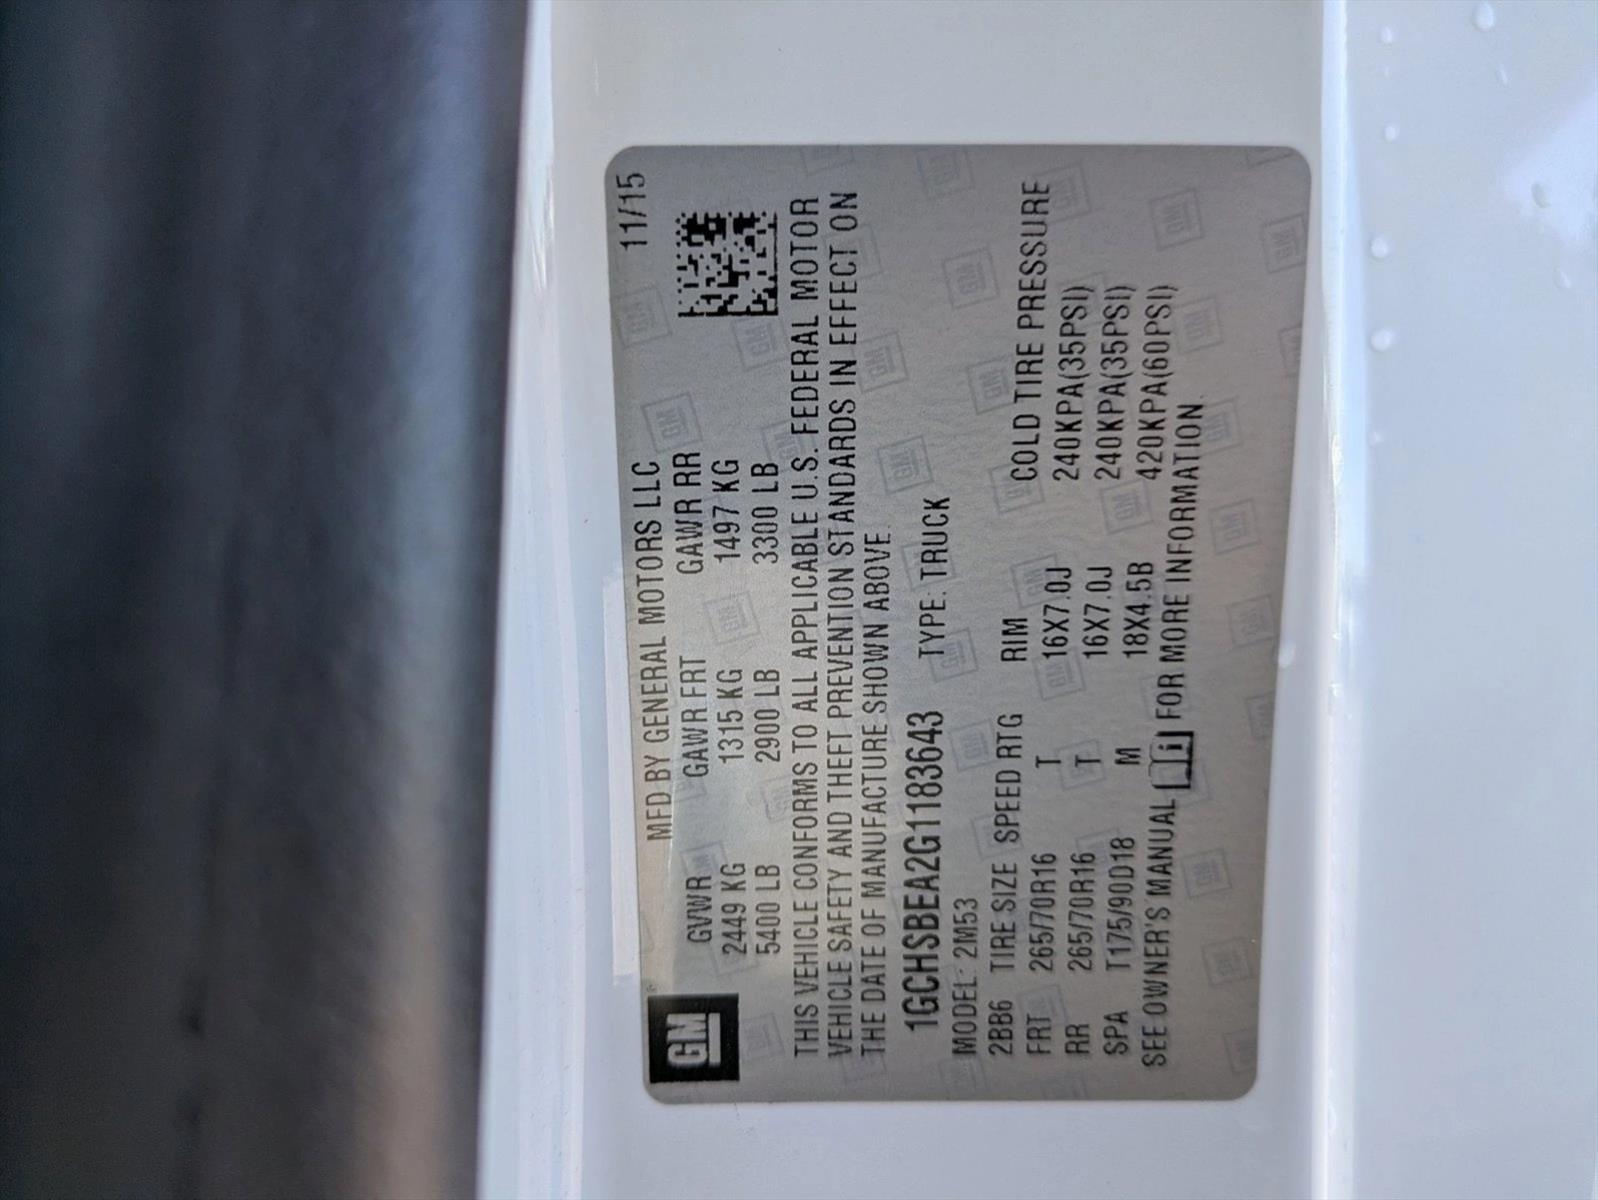 GM
MFD BY GENERAL MOTORS LLC 11/15
GVWR GAWR FRT GAWR RR
2449 KG 1315 KG 1497 KG
5400 LB 2900 LB 3300 LB
THIS VEHICLE CONFORMS TO ALL APPLICABLE U.S. FEDERAL MOTOR
VEHICLE SAFETY AND THEFT PREVENTION STANDARDS IN EFFECT ON
THE DATE OF MANUFACTURE SHOWN ABOVE.
1GCHSBEA2G1183643 TYPE: TRUCK
MODEL: 2M53
2BB6 TIRE SIZE SPEED RTG RIM COLD TIRE PRESSURE
FRT 265/70R16 T 16X7.0J 240KPA(35PSI)
RR 265/70R16 T 16X7.0J 240KPA(35PSI)
SPA T175/90D18 M 18X4.5B 420KPA(60PSI)
SEE OWNER'S MANUAL i FOR MORE INFORMATION.